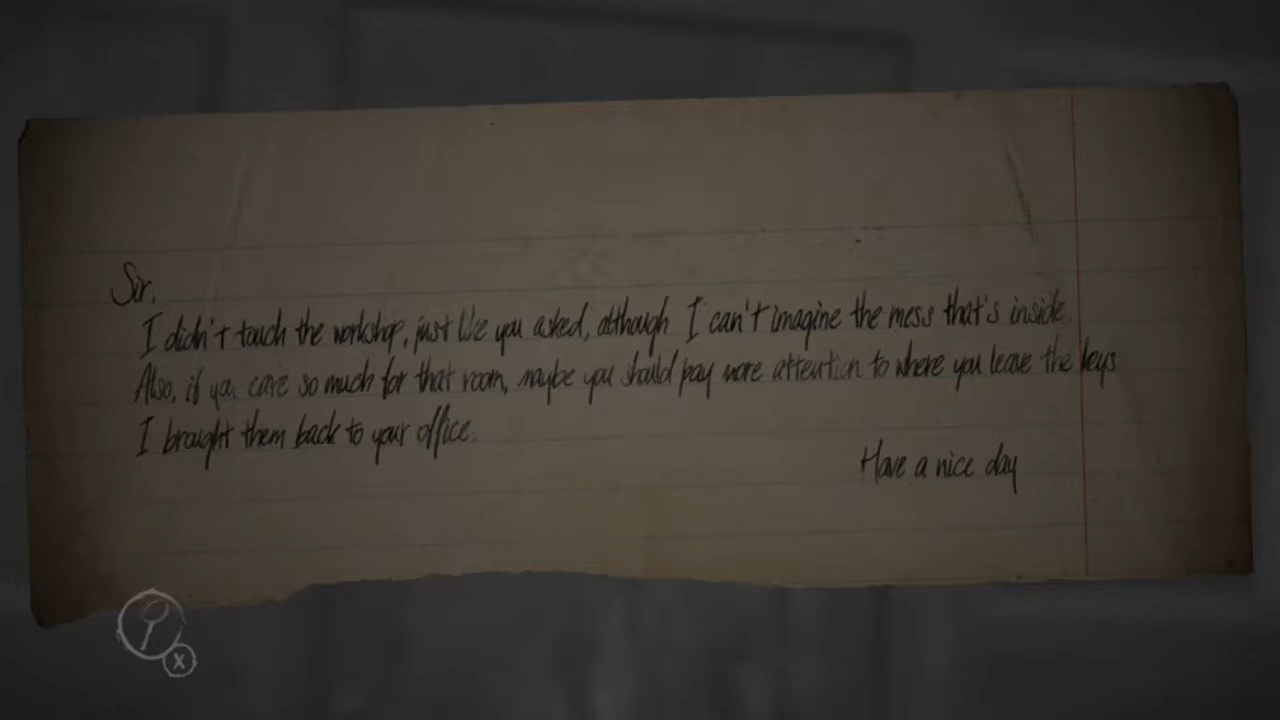 Sir,
I didn't touch the workshop, just like you asked, although I can't imagine the mess that's inside.
Also, if you care so much for that room, maybe you should pay more attention to where you leave the keys
I brought them back to your office.
Have a nice day
X